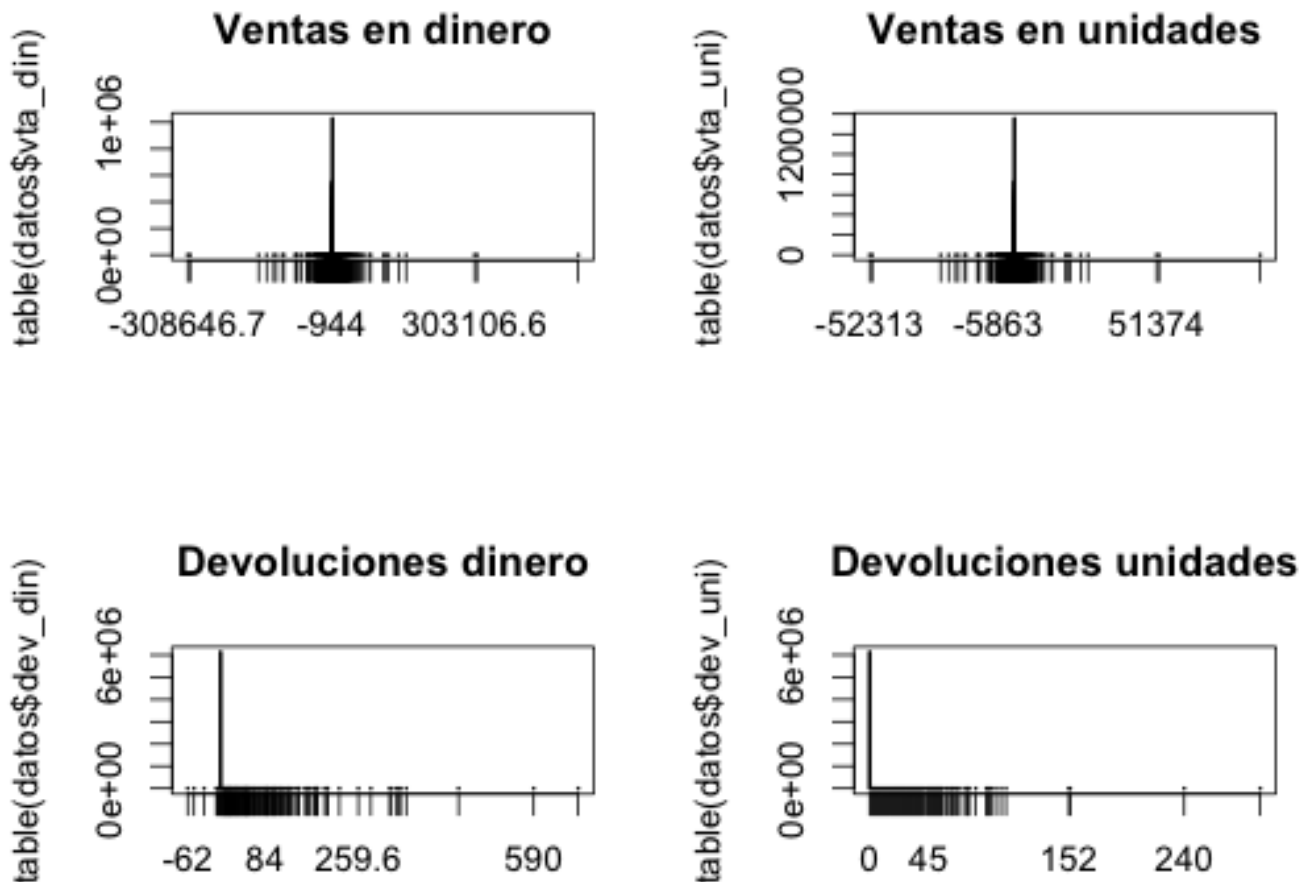 Ventas en dinero
table(datos$vta_din)
1e+06
0e+00
-308646.7 -944 303106.6
Ventas en unidades
table(datos$vta_uni)
1200000
0
-52313 -5863 51374
Devoluciones dinero
table(datos$dev_din)
6e+06
0e+00
-62 84 259.6 590
Devoluciones unidades
table(datos$dev_uni)
6e+06
0e+00
0 45 152 240